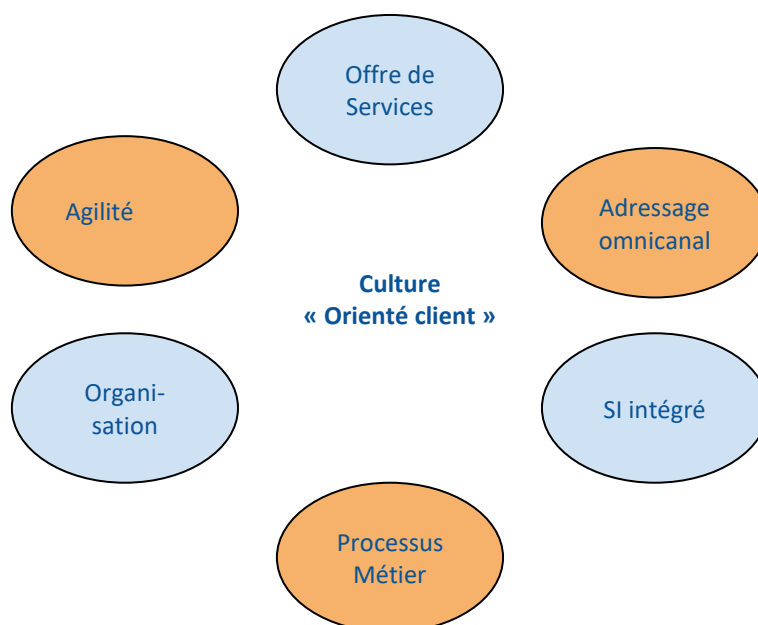 Offre de
Services
Agilité
Adressage
omnicanal
Culture
« Orienté client »
Organi-
sation
SI intégré
Processus
Métier